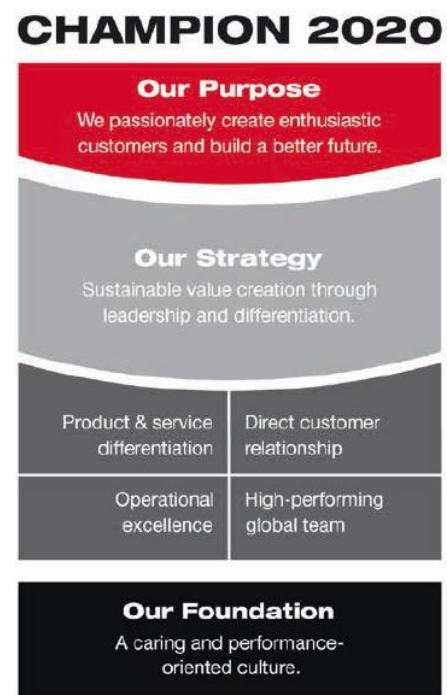 CHAMPION 2020
Our Purpose
We passionately create enthusiastic
customers and build a better future.
Our Strategy
Sustainable value creation through
leadership and differentiation.
Product & service
differentiation
Direct customer
relationship
Operational
excellence
High-performing
global team
Our Foundation
A caring and performance-
oriented culture.